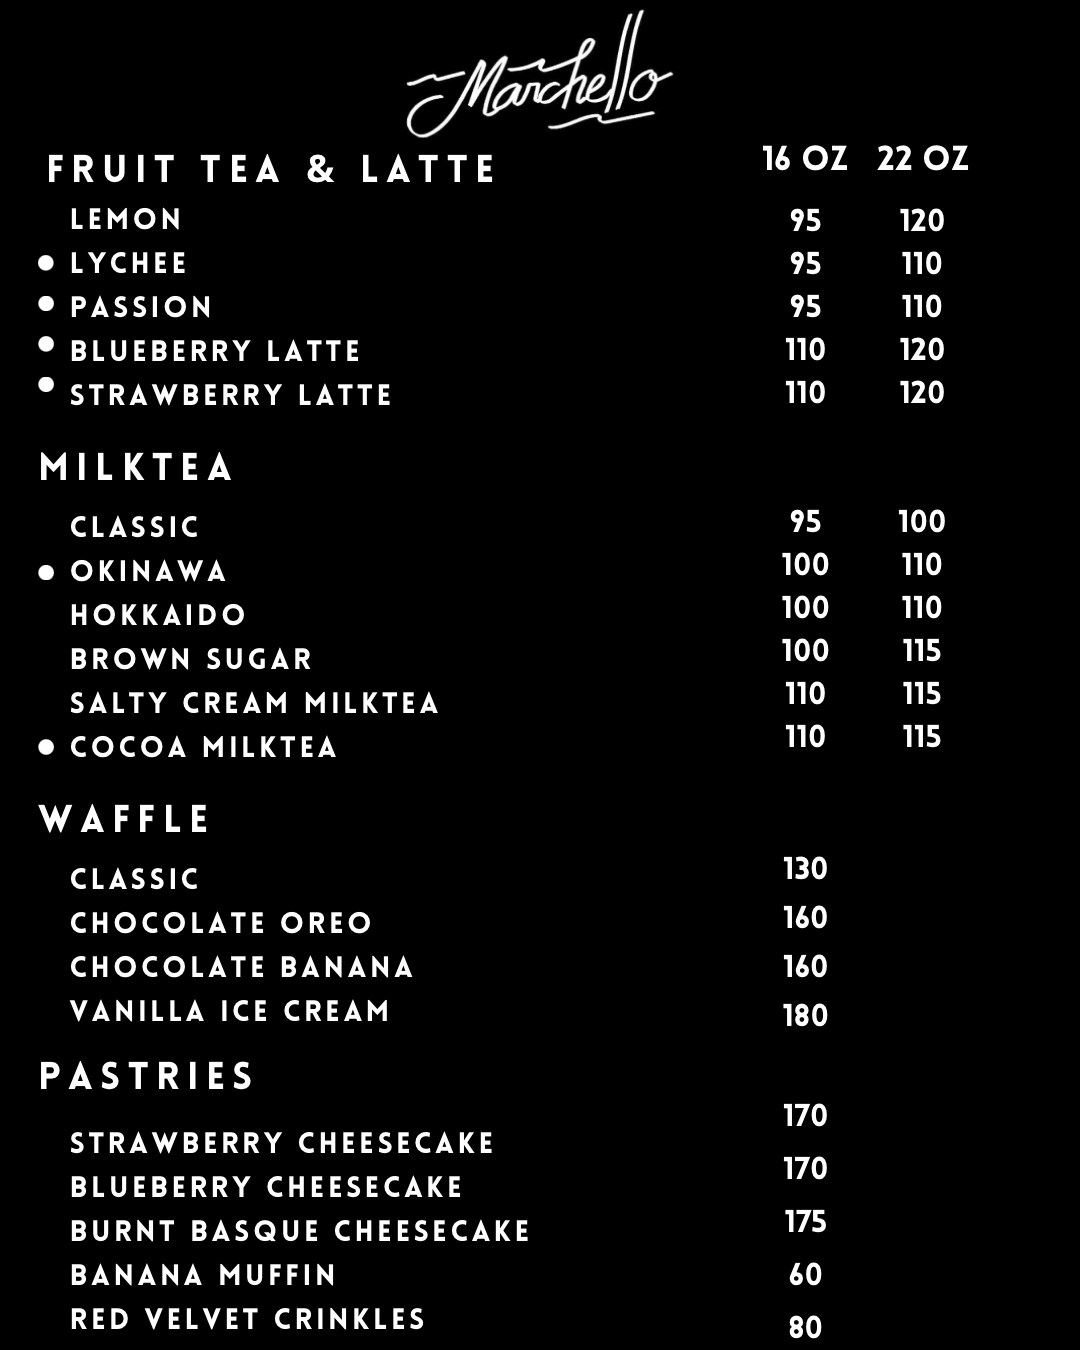 Marchello
FRUIT TEA & LATTE 16 OZ 22 OZ
LEMON 95 120
• LYCHEE 95 110
• PASSION 95 110
• BLUEBERRY LATTE 110 120
• STRAWBERRY LATTE 110 120
MILKTEA
CLASSIC 95 100
• OKINAWA 100 110
HOKKAIDO 100 110
BROWN SUGAR 100 115
SALTY CREAM MILKTEA 110 115
• COCOA MILKTEA 110 115
WAFFLE
CLASSIC 130
CHOCOLATE OREO 160
CHOCOLATE BANANA 160
VANILLA ICE CREAM 180
PASTRIES
STRAWBERRY CHEESECAKE 170
BLUEBERRY CHEESECAKE 170
BURNT BASQUE CHEESECAKE 175
BANANA MUFFIN 60
RED VELVET CRINKLES 80